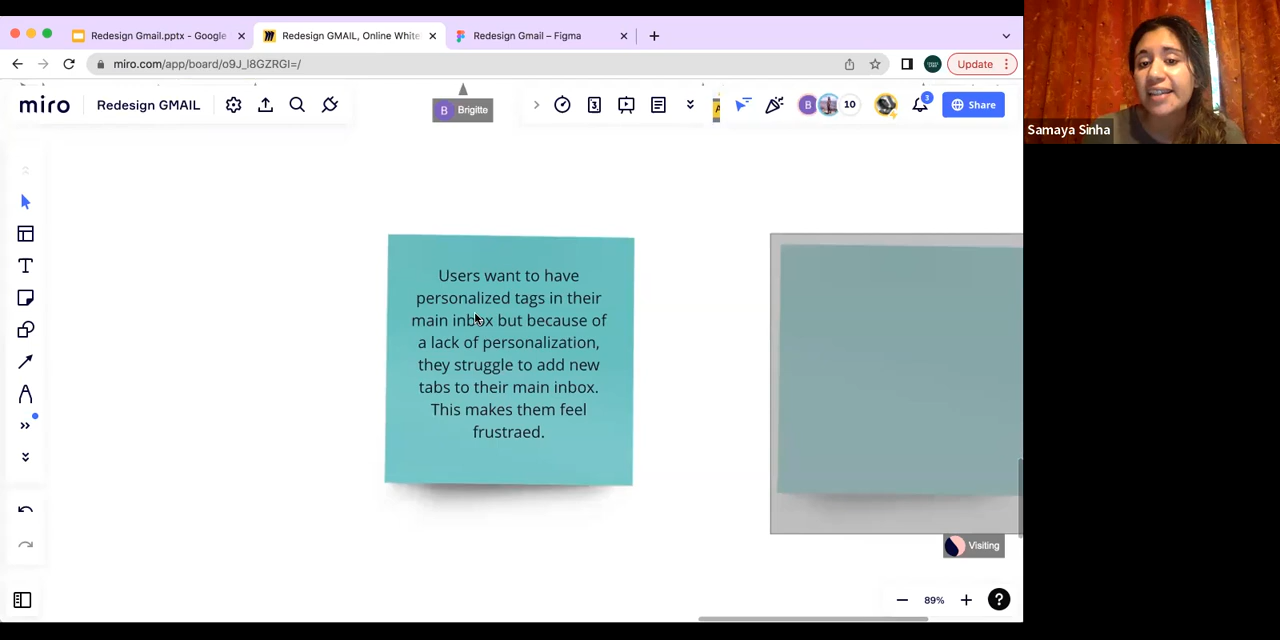 Redesign Gmail.pptx - Google
Redesign GMAIL, Online White
Redesign Gmail – Figma
miro.com/app/board/o9J_l8GZRGI=/
Update
miro
Redesign GMAIL
B Brigitte
3
B
10
3
Share
Samaya Sinha
Users want to have
personalized tags in their
main inbox but because of
a lack of personalization,
they struggle to add new
tabs to their main inbox.
This makes them feel
frustraed.
Visiting
89%
?